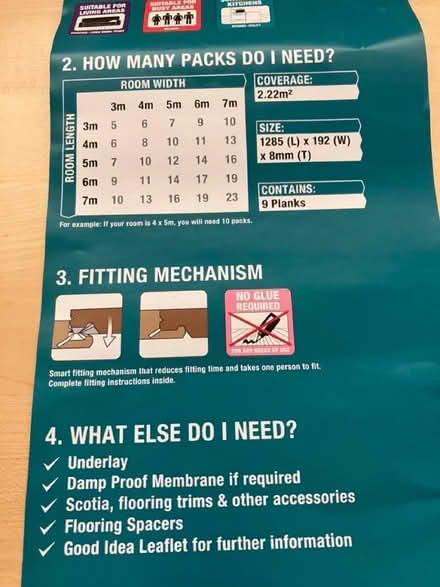 SUITABLE FOR
LIVING AREAS
SUITABLE FOR
BUSY AREAS
KITCHENS
2. HOW MANY PACKS DO I NEED?
ROOM WIDTH
ROOM LENGTH
3m 4m 5m 6m 7m
3m 5 6 7 9 10
4m 6 8 10 11 13
5m 7 10 12 14 16
6m 9 11 14 17 19
7m 10 13 16 19 23
For example: If your room is 4 x 5m, you will need 10 packs.
COVERAGE:
2.22m²
SIZE:
1285 (L) x 192 (W)
x 8mm (T)
CONTAINS:
9 Planks
3. FITTING MECHANISM
NO GLUE
REQUIRED
FOR ANY AREAS OF USE
Smart fitting mechanism that reduces fitting time and takes one person to fit.
Complete fitting instructions inside.
4. WHAT ELSE DO I NEED?
✓ Underlay
✓ Damp Proof Membrane if required
✓ Scotia, flooring trims & other accessories
✓ Flooring Spacers
✓ Good Idea Leaflet for further information